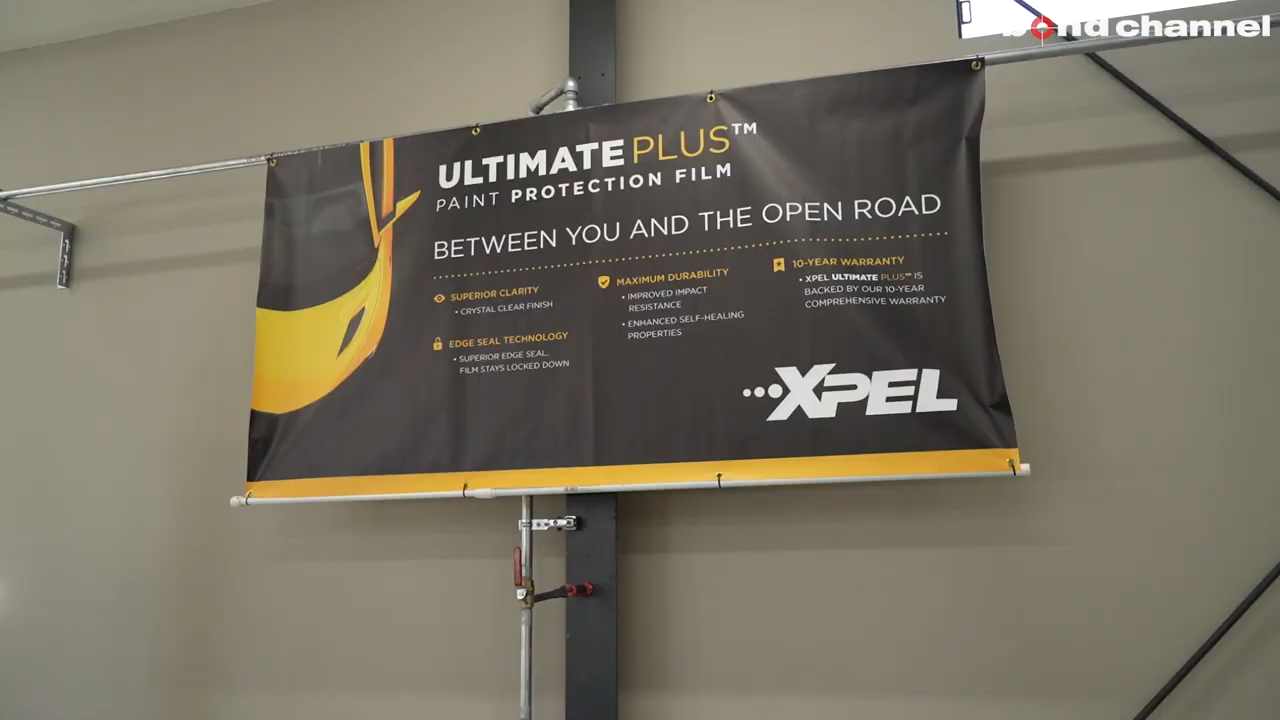 bond channel
ULTIMATE PLUS™
PAINT PROTECTION FILM
BETWEEN YOU AND THE OPEN ROAD
SUPERIOR CLARITY
• CRYSTAL CLEAR FINISH
EDGE SEAL TECHNOLOGY
• SUPERIOR EDGE SEAL,
FILM STAYS LOCKED DOWN
MAXIMUM DURABILITY
• IMPROVED IMPACT
RESISTANCE
• ENHANCED SELF-HEALING
PROPERTIES
10-YEAR WARRANTY
• XPEL ULTIMATE PLUS™ IS
BACKED BY OUR 10-YEAR
COMPREHENSIVE WARRANTY
XPEL